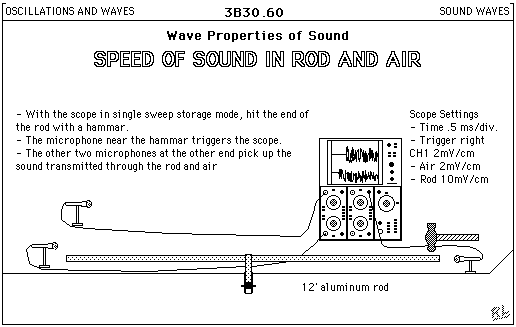 OSCILLATIONS AND WAVES
3B30.60
SOUND WAVES
Wave Properties of Sound
SPEED OF SOUND IN ROD AND AIR
- With the scope in single sweep storage mode, hit the end of
the rod with a hammar.
- The microphone near the hammar triggers the scope.
- The other two microphones at the other end pick up the
sound transmitted through the rod and air
Scope Settings
- Time .5 ms/div.
- Trigger right
CH1 2mV/cm
- Air 2mV/cm
- Rod 10mV/cm
12' aluminum rod